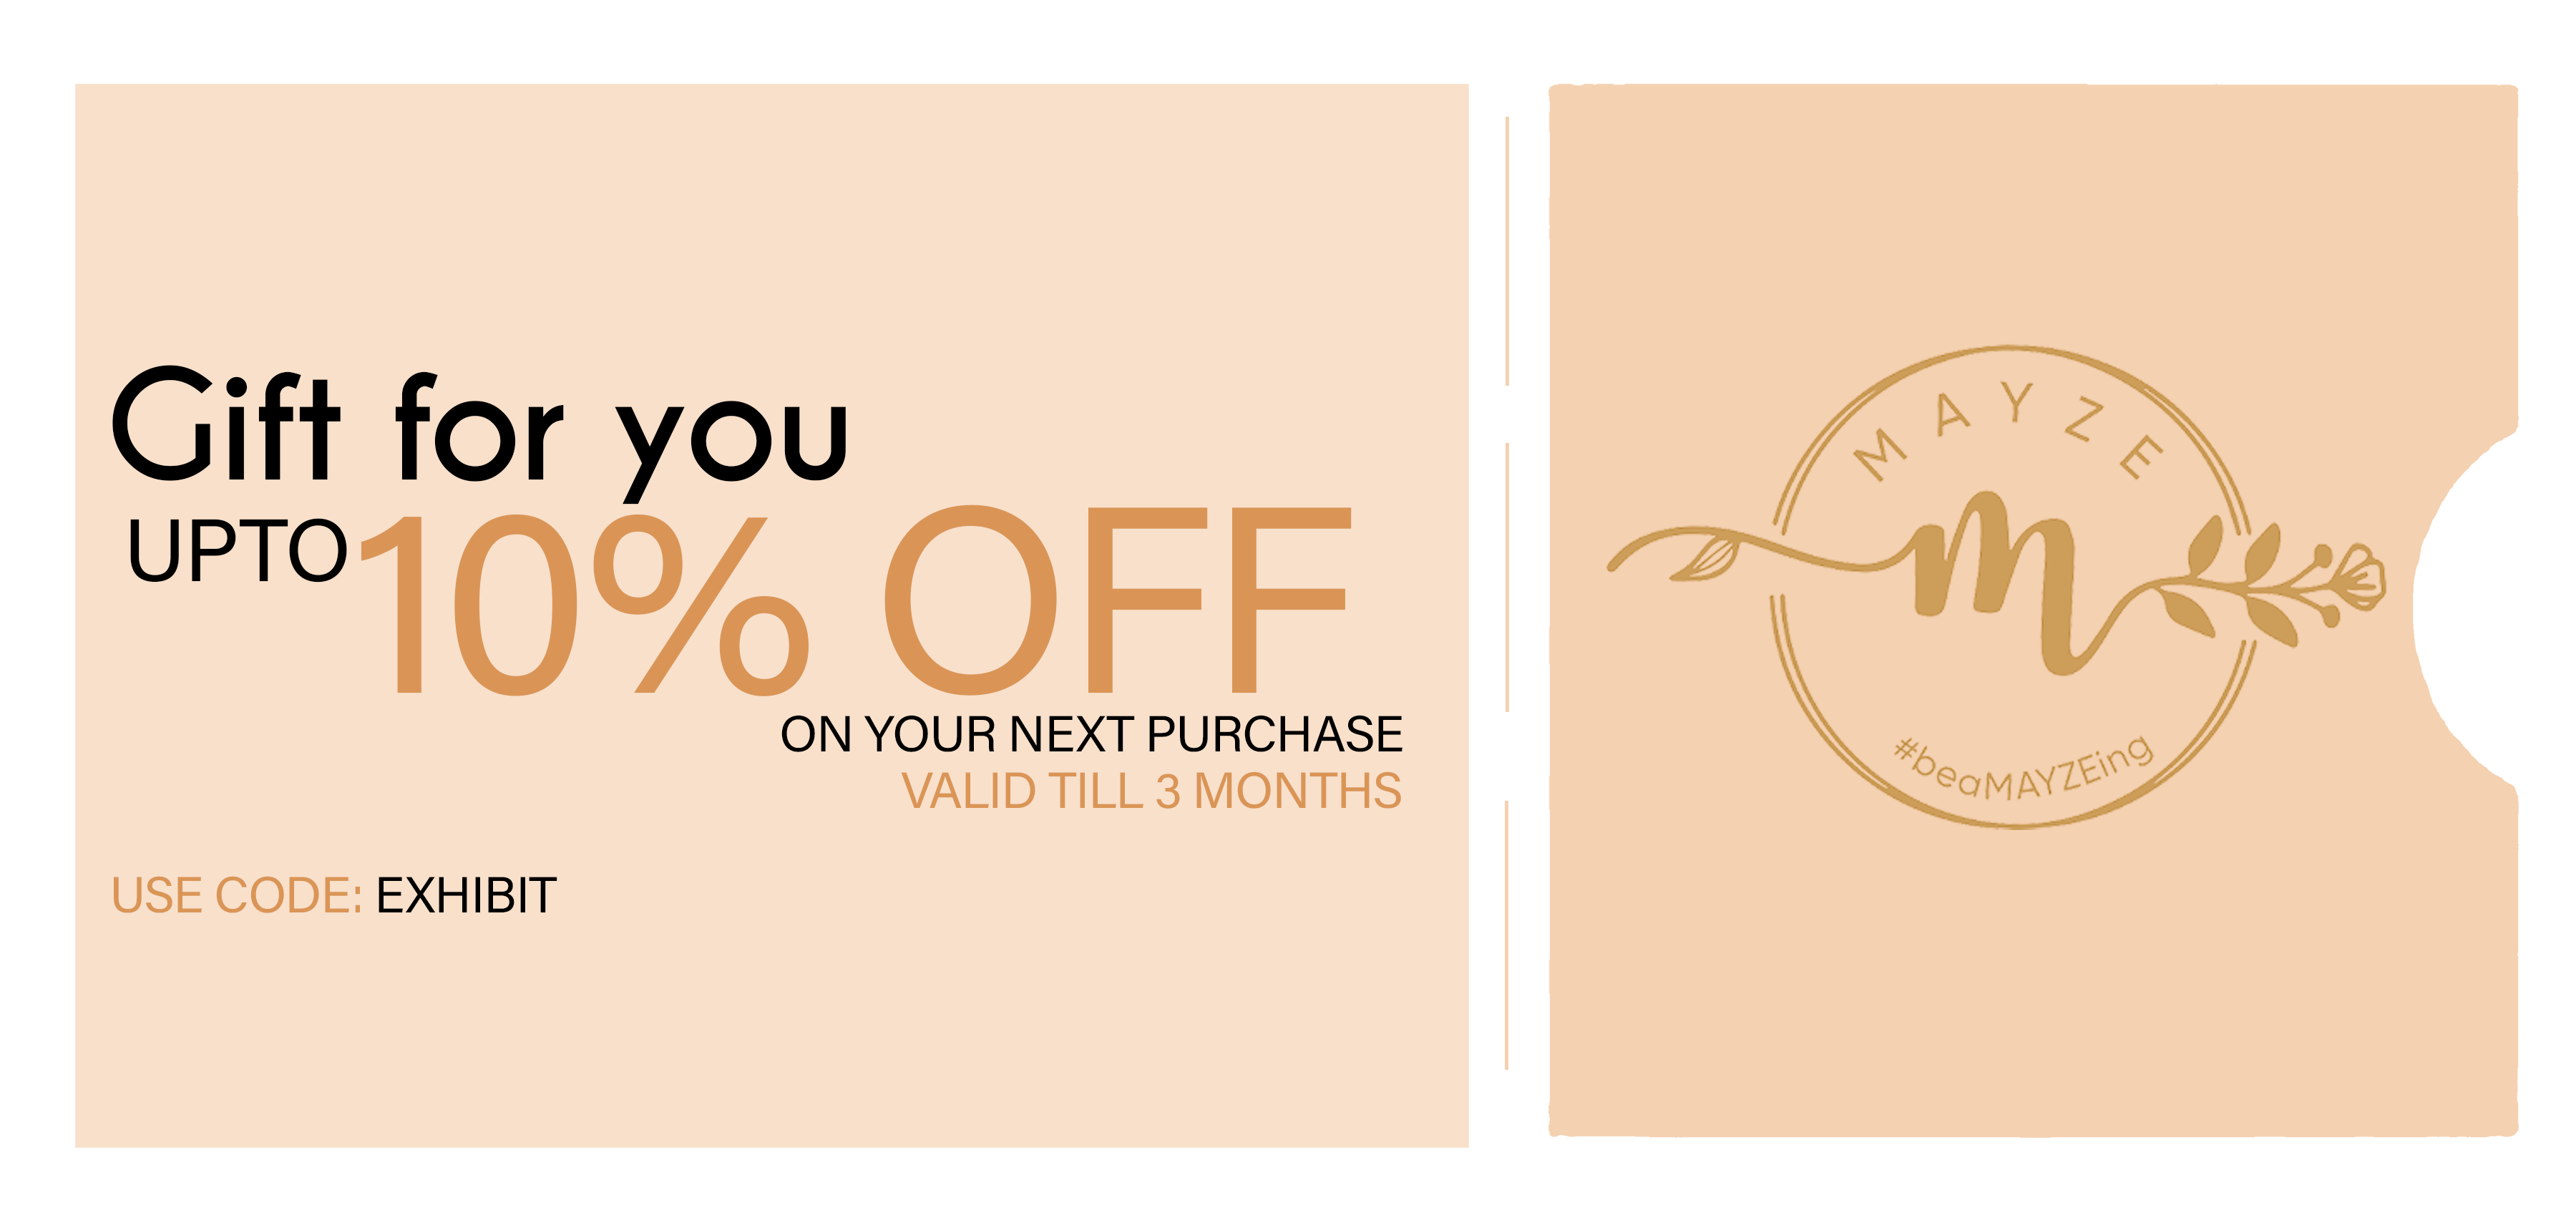 Gift for you
UPTO 10% OFF
ON YOUR NEXT PURCHASE
VALID TILL 3 MONTHS
USE CODE: EXHIBIT
MAYZE
m
#beaMAYZEing